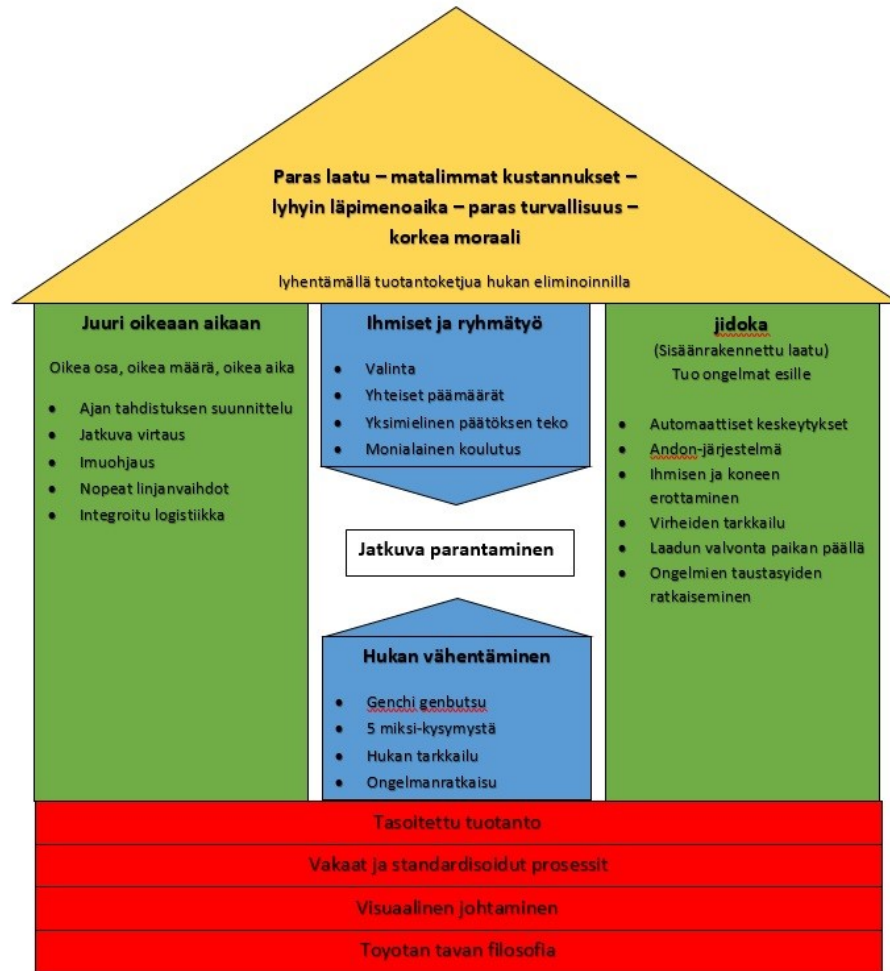 Paras laatu – matalimmat kustannukset –
lyhyin läpimenoaika – paras turvallisuus –
korkea moraali
lyhentämällä tuotantoketjua hukan eliminoinnilla
Juuri oikeaan aikaan
Oikea osa, oikea määrä, oikea aika
• Ajan tahdistuksen suunnittelu
• Jatkuva virtaus
• Imuohjaus
• Nopeat linjanvaihdot
• Integroitu logistiikka
Ihmiset ja ryhmätyö
• Valinta
• Yhteiset päämäärät
• Yksimielinen päätöksen teko
• Monialainen koulutus
Jatkuva parantaminen
Hukan vähentäminen
• Genchi genbutsu
• 5 miksi-kysymystä
• Hukan tarkkailu
• Ongelmanratkaisu
jidoka
(Sisäänrakennettu laatu)
Tuo ongelmat esille
• Automaattiset keskeytykset
• Andon-järjestelmä
• Ihmisen ja koneen
erottaminen
• Virheiden tarkkailu
• Laadun valvonta paikan päällä
• Ongelmien taustasyiden
ratkaiseminen
Tasoitettu tuotanto
Vakaat ja standardisoidut prosessit
Visuaalinen johtaminen
Toyotan tavan filosofia